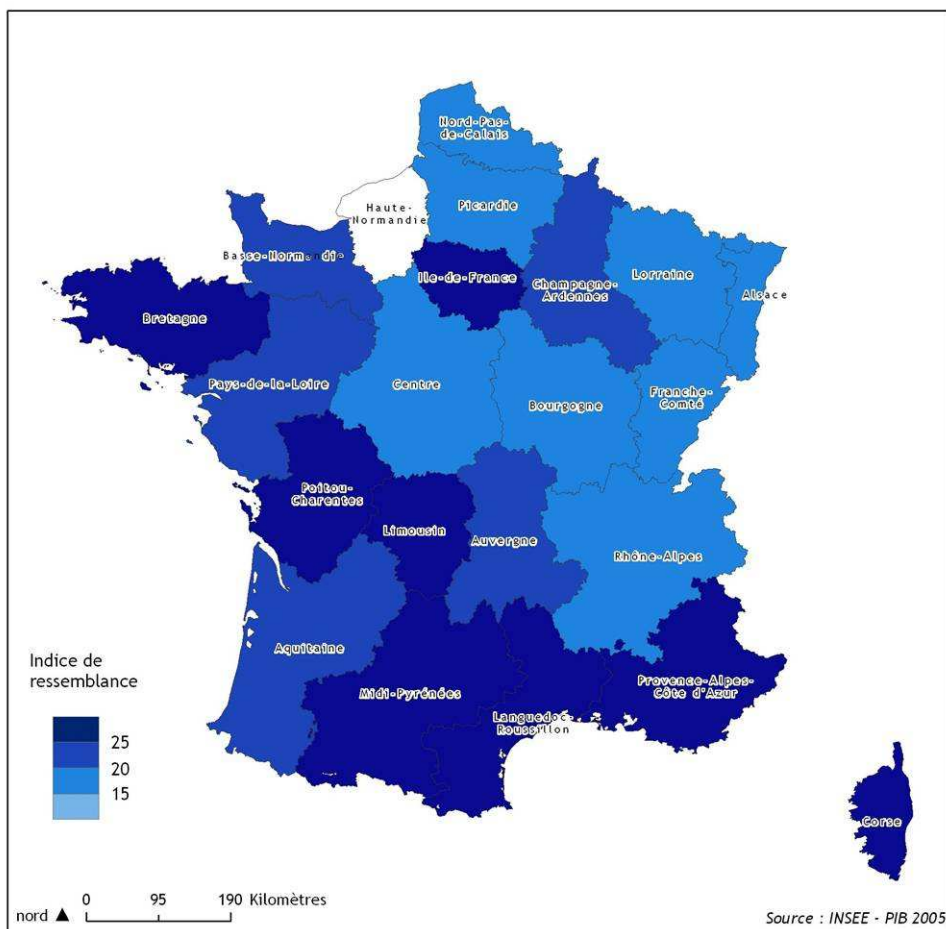 Nord-Pas-
de-Calais
Haute-
Normandie
Picardie
Basse-Normandie
Ile-de-France
Champagne-
Ardennes
Lorraine
Alsace
Bretagne
Pays-de-la-Loire
Centre
Bourgogne
Franche-
Comté
Poitou-
Charentes
Limousin
Auvergne
Rhône-Alpes
Aquitaine
Midi-Pyrénées
Languedoc-
Roussillon
Provence-Alpes-
Côte d'Azur
Corse
Indice de
ressemblance
25
20
15
0 95 190 Kilomètres
nord
Source : INSEE - PIB 2005